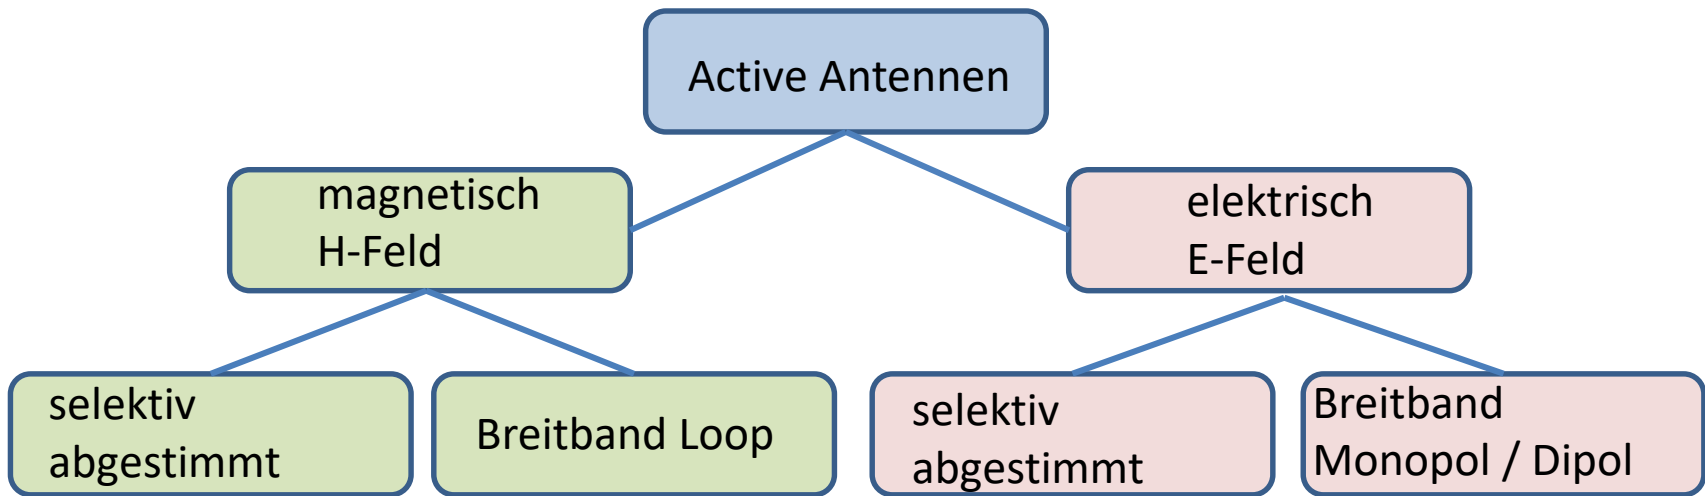 Active Antennen
magnetisch
H-Feld
elektrisch
E-Feld
selektiv
abgestimmt
Breitband Loop
selektiv
abgestimmt
Breitband
Monopol / Dipol